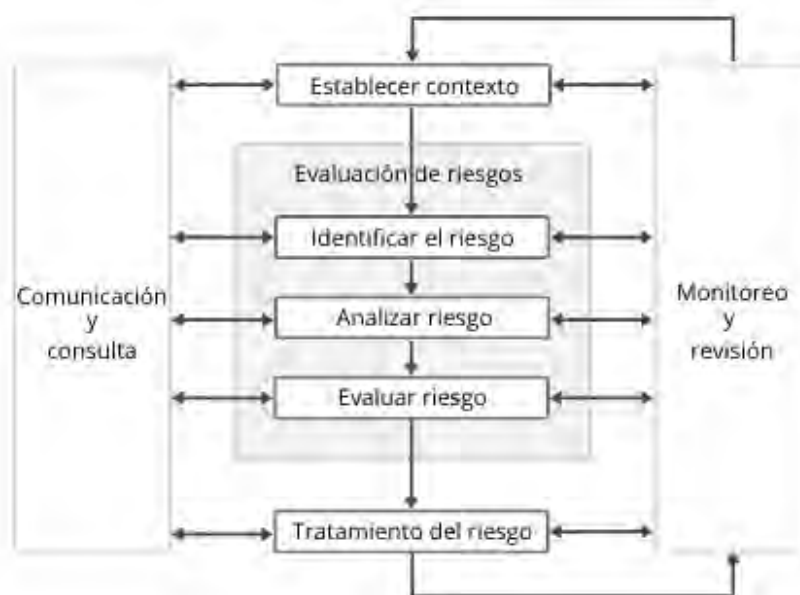 Establecer contexto
Evaluación de riesgos
Identificar el riesgo
Analizar riesgo
Evaluar riesgo
Tratamiento del riesgo
Comunicación
y
consulta
Monitoreo
y
revisión